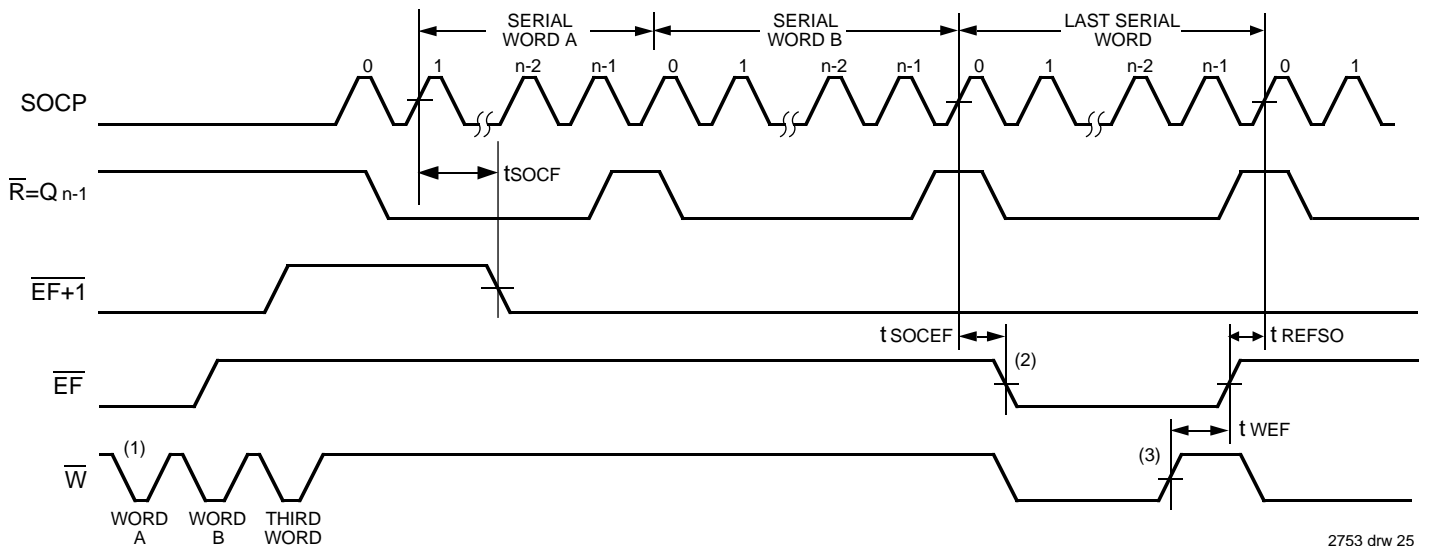 SERIAL
WORD A
SERIAL
WORD B
LAST SERIAL
WORD
0 1 n-2 n-1 0 1 n-2 n-1 0 1 n-2 n-1 0 1
SOCP
tSOCF
R=Q n-1
EF+1
t SOCEF
t REFSO
(2)
EF
t WEF
(1)
(3)
W
WORD
A
WORD
B
THIRD
WORD
2753 drw 25